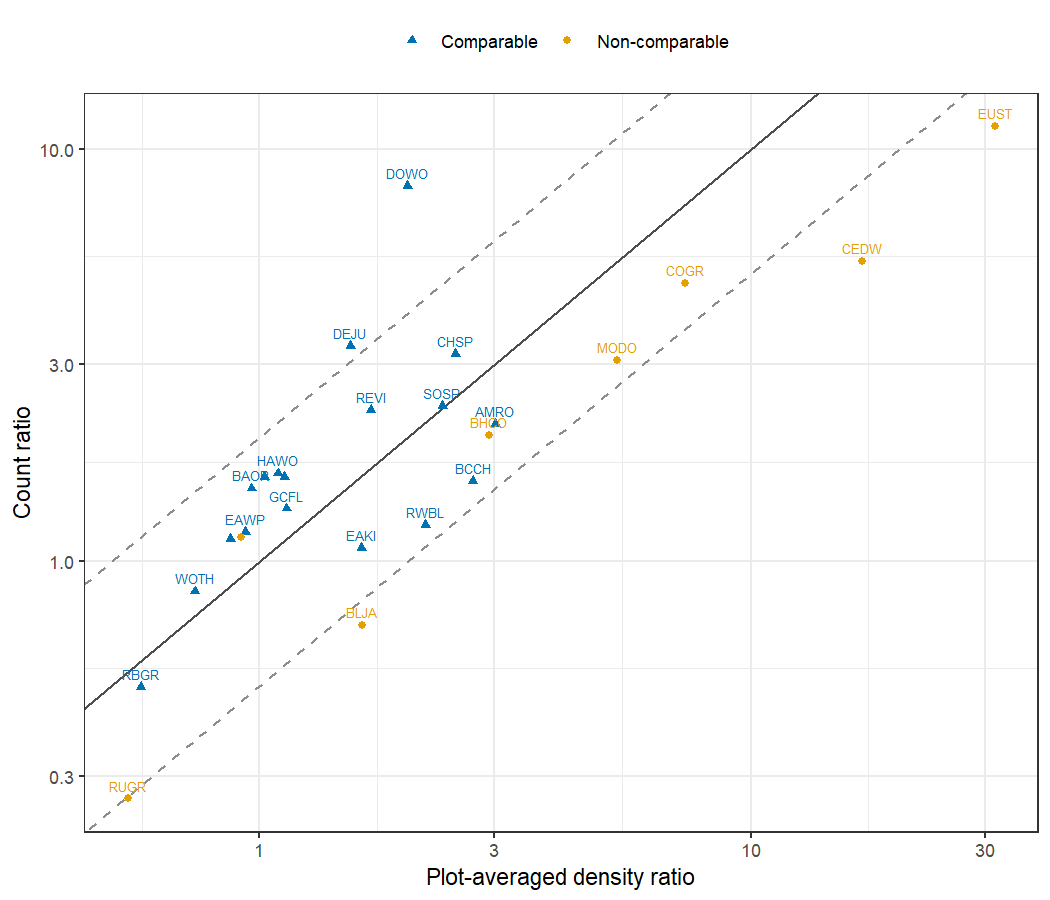 Comparable Non-comparable
EUST
10.0
DOWO
CEDW
COGR
DEJU
CHSP
MODO
3.0
REVI
SOSP
AMRO
BHCO
HAWO
BCCH
BAOR
GCFL
RWBL
EAWP
EAKI
1.0
WOTH
BLJA
RBGR
RUGR
0.3
Count ratio
1 3 10 30
Plot-averaged density ratio